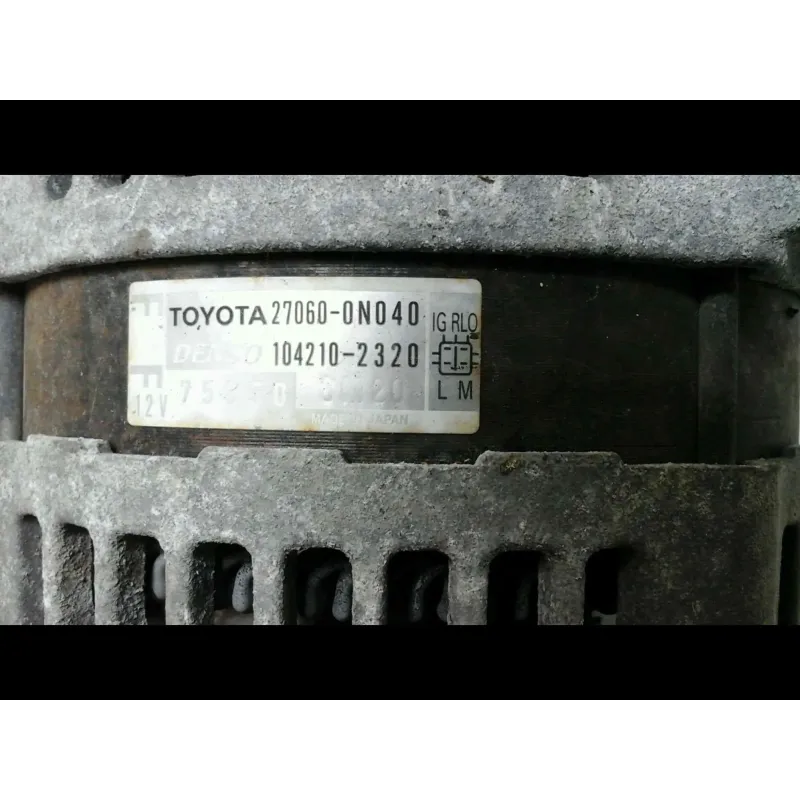 TOYOTA 27060-0N040
DENSO 104210-2320
12V
MADE IN JAPAN
IG RLO
L M